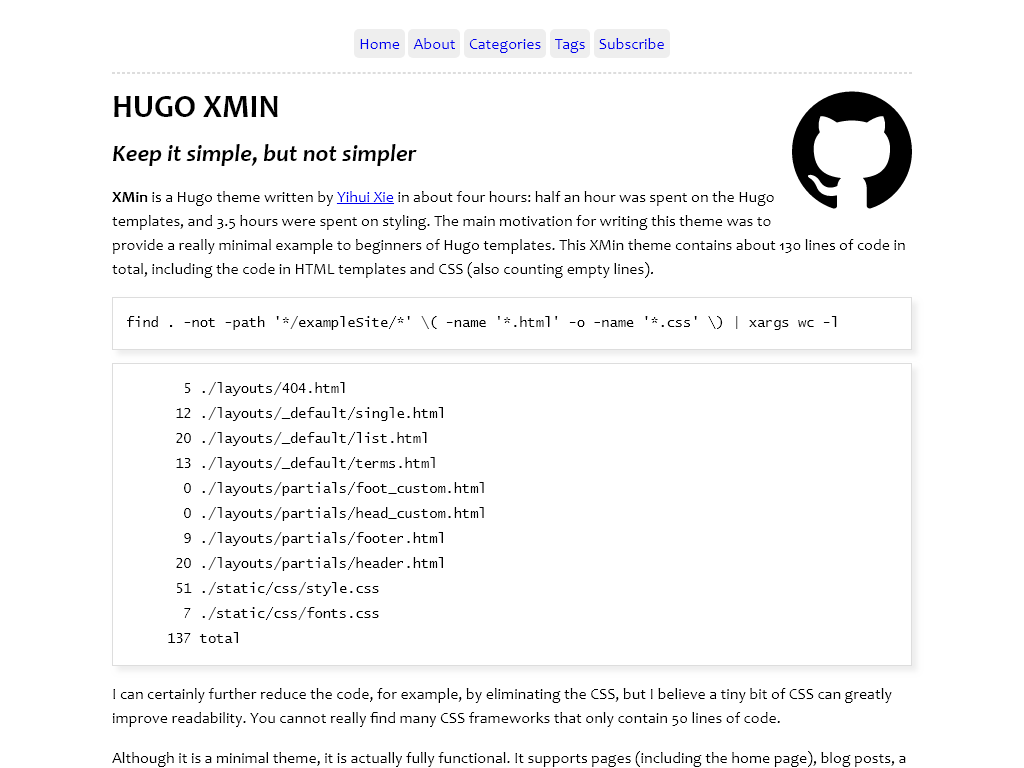 Home About Categories Tags Subscribe
HUGO XMIN
Keep it simple, but not simpler
XMin is a Hugo theme written by Yihui Xie in about four hours: half an hour was spent on the Hugo
templates, and 3.5 hours were spent on styling. The main motivation for writing this theme was to
provide a really minimal example to beginners of Hugo templates. This XMin theme contains about 130 lines of code in
total, including the code in HTML templates and CSS (also counting empty lines).
find . -not -path '*/exampleSite/*' \( -name '*.html' -o -name '*.css' \) | xargs wc -l
5 ./layouts/404.html
12 ./layouts/_default/single.html
20 ./layouts/_default/list.html
13 ./layouts/_default/terms.html
0 ./layouts/partials/foot_custom.html
0 ./layouts/partials/head_custom.html
9 ./layouts/partials/footer.html
20 ./layouts/partials/header.html
51 ./static/css/style.css
7 ./static/css/fonts.css
137 total
I can certainly further reduce the code, for example, by eliminating the CSS, but I believe a tiny bit of CSS can greatly
improve readability. You cannot really find many CSS frameworks that only contain 50 lines of code.
Although it is a minimal theme, it is actually fully functional. It supports pages (including the home page), blog posts, a